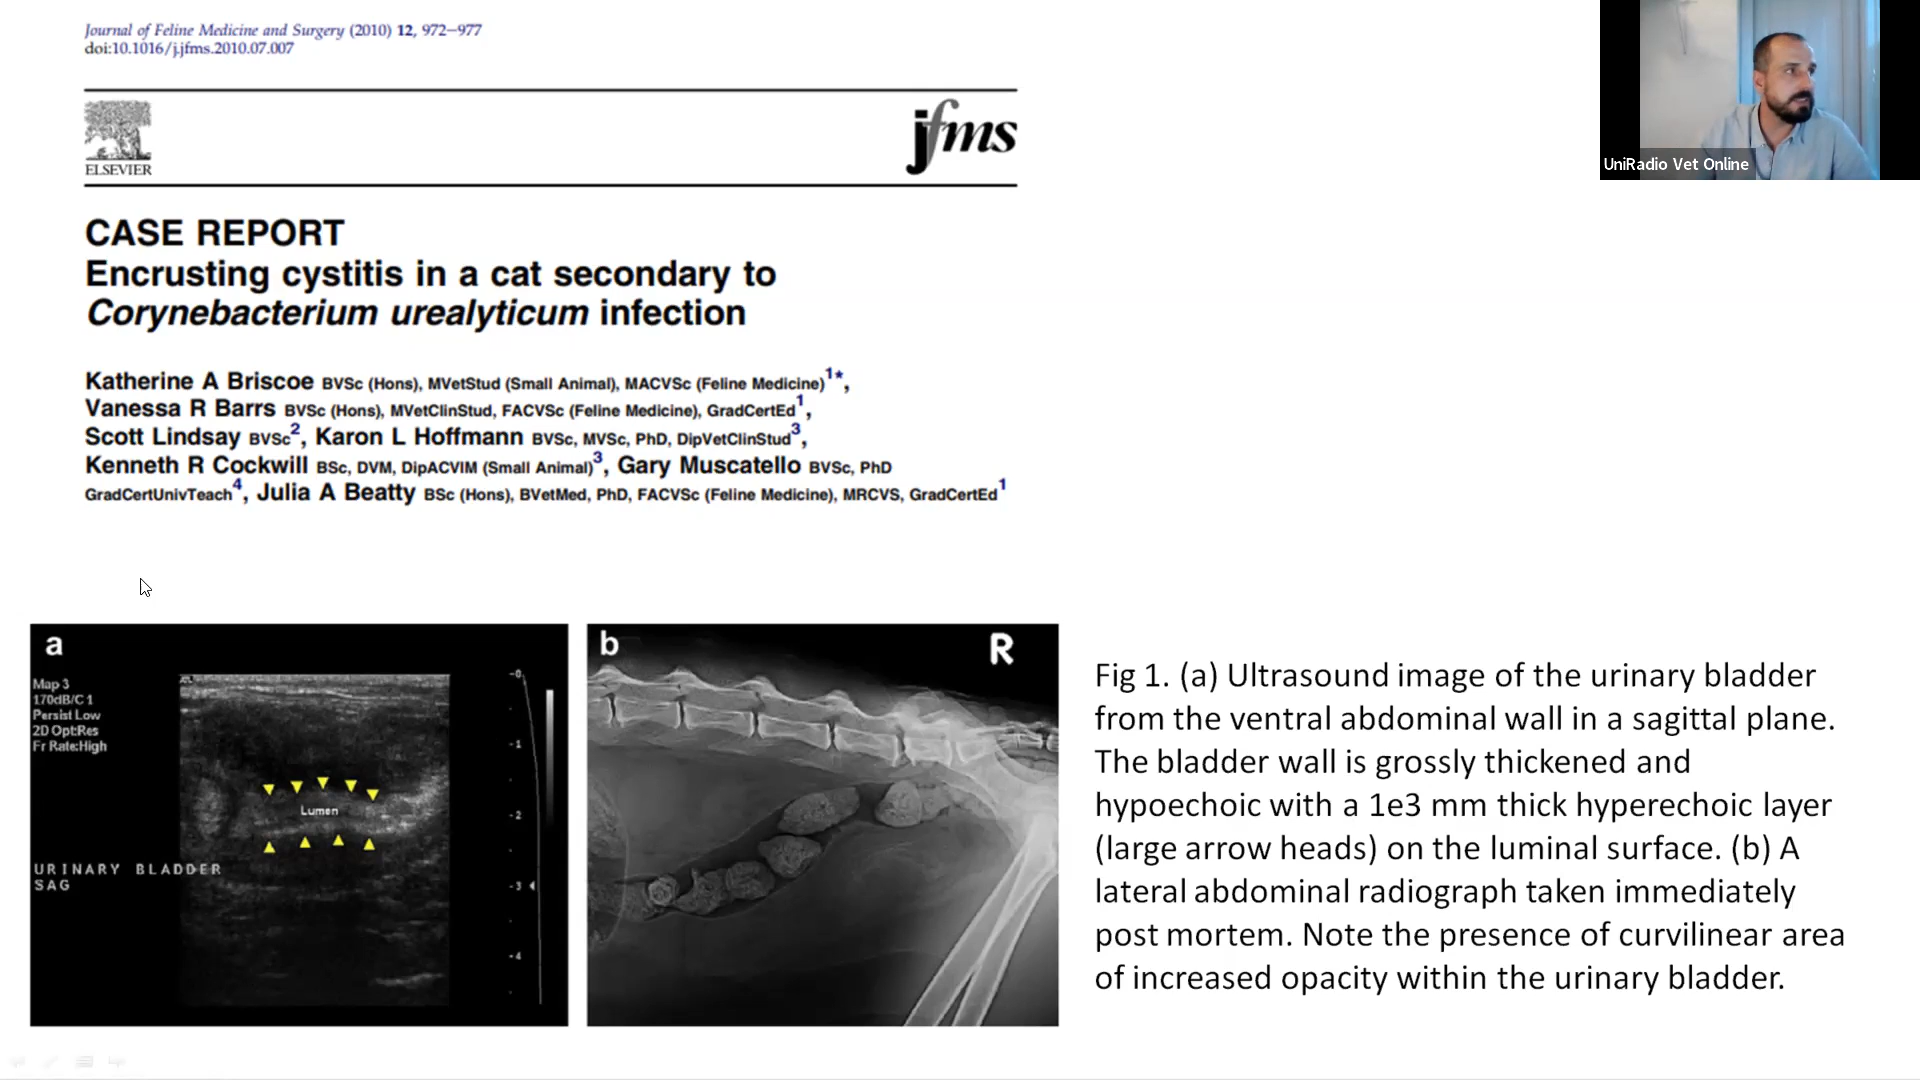 Journal of Feline Medicine and Surgery (2010) 12, 972–977
doi:10.1016/j.jfms.2010.07.007
ELSEVIER
jfms
UniRadio Vet Online
CASE REPORT
Encrusting cystitis in a cat secondary to
Corynebacterium urealyticum infection
Katherine A Briscoe BVSc (Hons), MVetStud (Small Animal), MACVSc (Feline Medicine)1*,
Vanessa R Barrs BVSc (Hons), MVetClinStud, FACVSc (Feline Medicine), GradCertEd1,
Scott Lindsay BVSc2, Karon L Hoffmann BVSc, MVSc, PhD, DipVetClinStud3,
Kenneth R Cockwill BSc, DVM, DipACVIM (Small Animal)3, Gary Muscatello BVSc, PhD
GradCertUnivTeach4, Julia A Beatty BSc (Hons), BVetMed, PhD, FACVSc (Feline Medicine), MRCVS, GradCertEd1
a
Map 3
170dB/C 1
Persist Low
2D Opt:Res
Fr Rate:High
Lumen
URINARY BLADDER
SAG
-0
-1
-2
-3
-4
b
R
Fig 1. (a) Ultrasound image of the urinary bladder
from the ventral abdominal wall in a sagittal plane.
The bladder wall is grossly thickened and
hypoechoic with a 1e3 mm thick hyperechoic layer
(large arrow heads) on the luminal surface. (b) A
lateral abdominal radiograph taken immediately
post mortem. Note the presence of curvilinear area
of increased opacity within the urinary bladder.